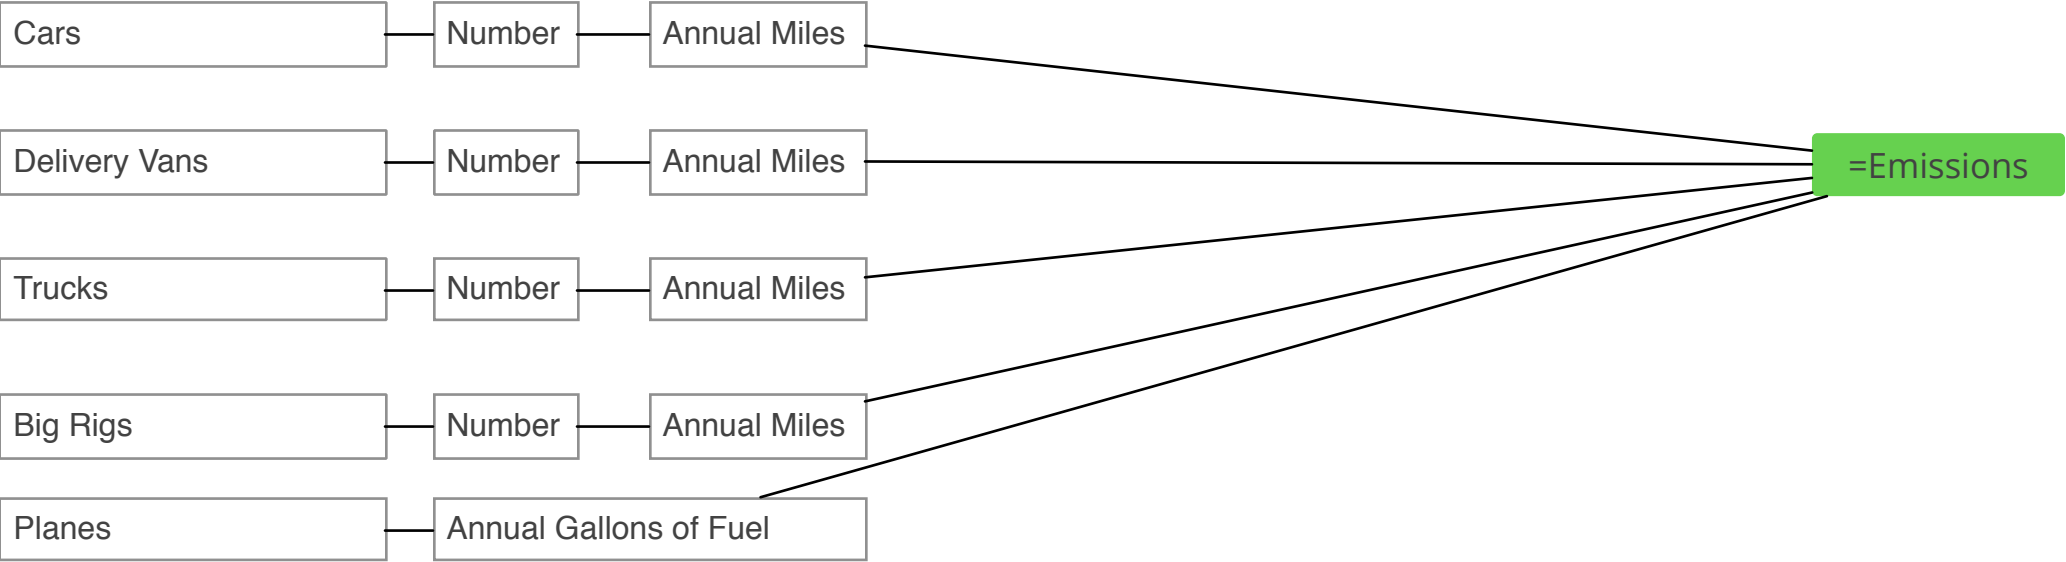 Cars Number Annual Miles
Delivery Vans Number Annual Miles
=Emissions
Trucks Number Annual Miles
Big Rigs Number Annual Miles
Planes Annual Gallons of Fuel